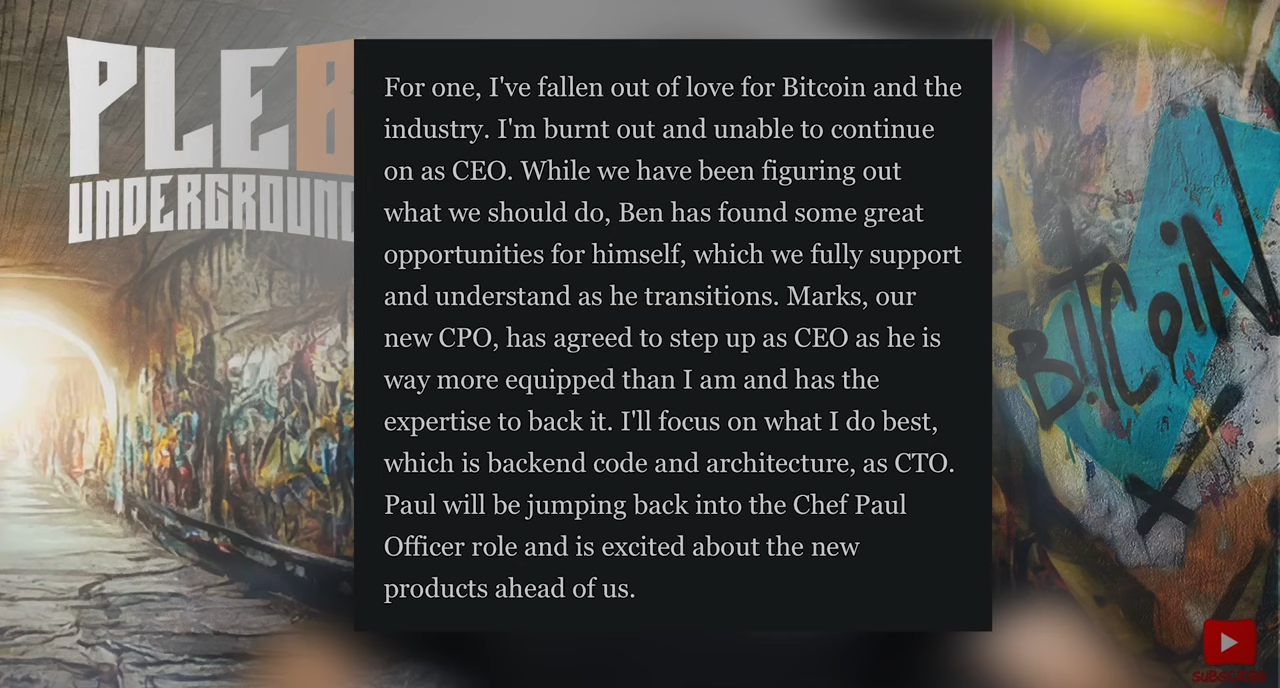 PLEB
UNDERGROUND
For one, I've fallen out of love for Bitcoin and the
industry. I'm burnt out and unable to continue
on as CEO. While we have been figuring out
what we should do, Ben has found some great
opportunities for himself, which we fully support
and understand as he transitions. Marks, our
new CPO, has agreed to step up as CEO as he is
way more equipped than I am and has the
expertise to back it. I'll focus on what I do best,
which is backend code and architecture, as CTO.
Paul will be jumping back into the Chef Paul
Officer role and is excited about the new
products ahead of us.
BITCOIN
SUBSCRIBE